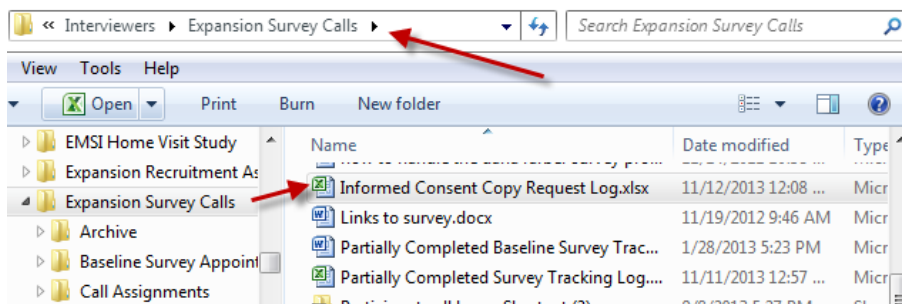 « Interviewers ▸ Expansion Survey Calls ▸ Search Expansion Survey Calls
View Tools Help
Open Print Burn New folder
EMSI Home Visit Study Name Date modified Type
Expansion Recruitment As
Informed Consent Copy Request Log.xlsx 11/12/2013 12:08 ... Micr
Expansion Survey Calls Links to survey.docx 11/19/2012 9:46 AM Micr
Archive Partially Completed Baseline Survey Trac... 1/28/2013 5:23 PM Micr
Baseline Survey Appoint Partially Completed Survey Tracking Log.... 11/11/2013 12:57 ... Micr
Call Assignments